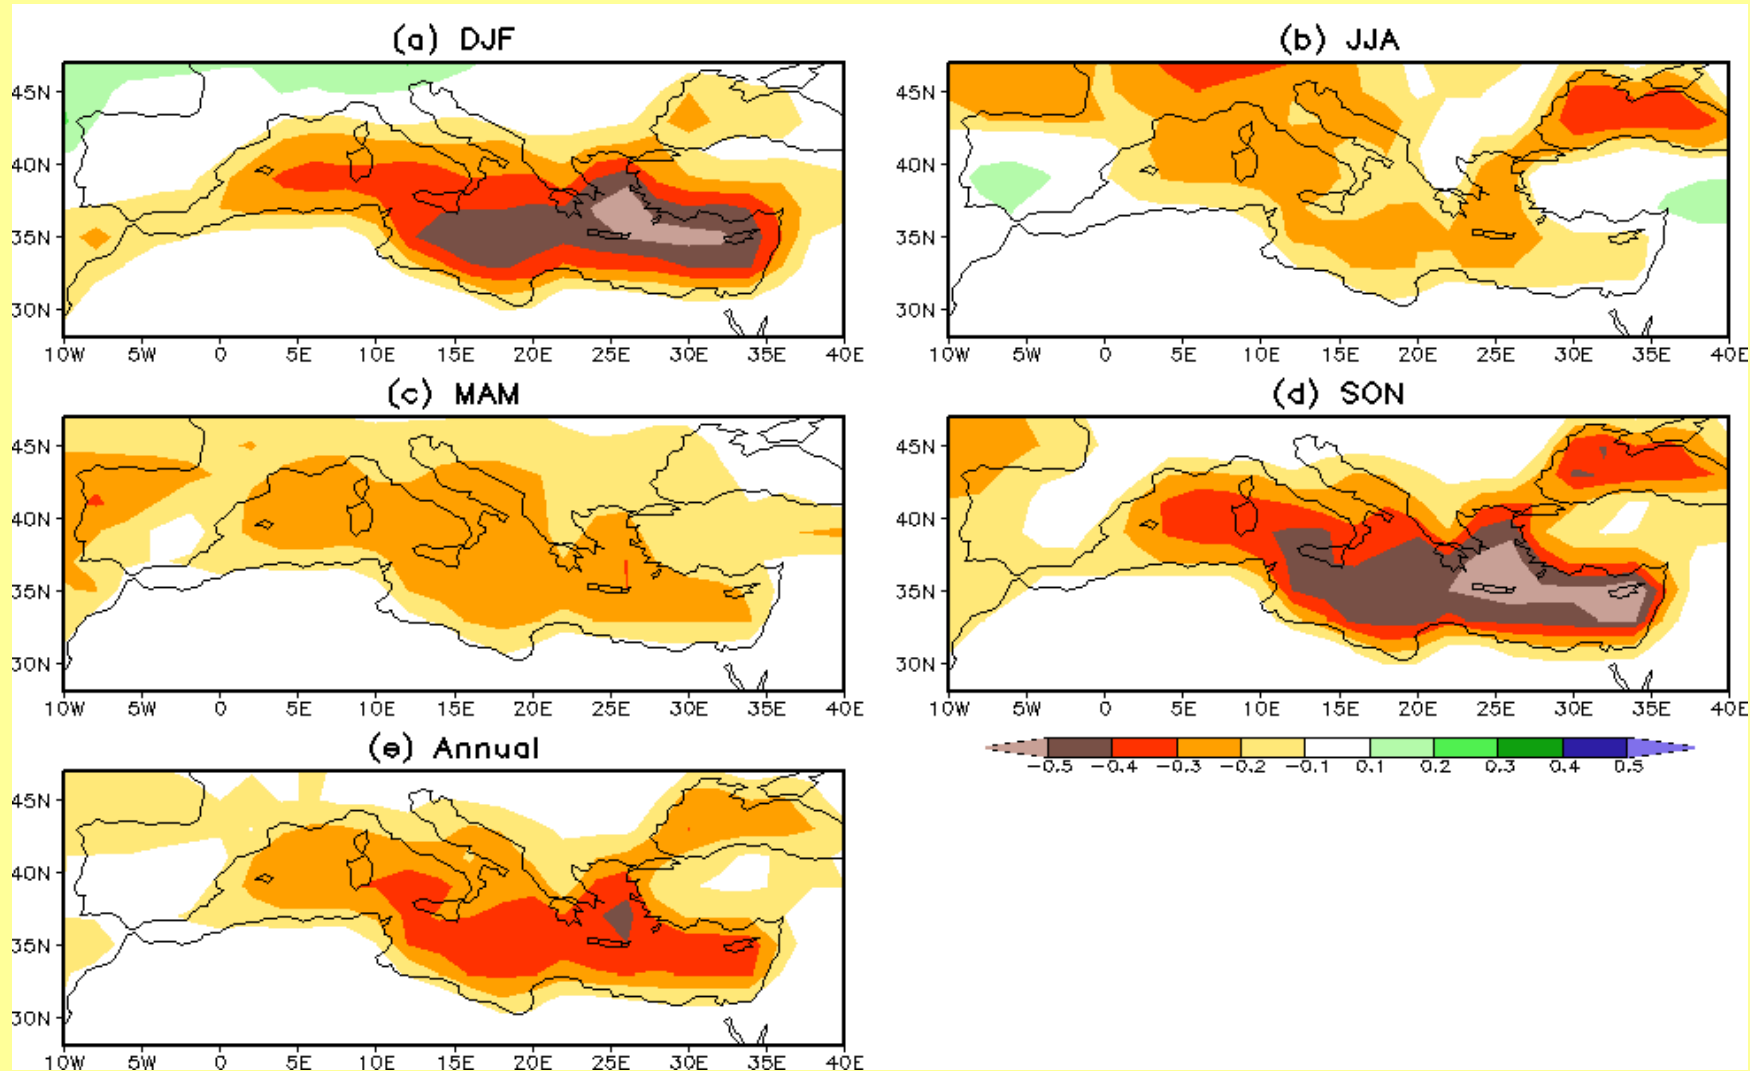 (a) DJF
45N
40N
35N
30N
10W 5W 0 5E 10E 15E 20E 25E 30E 35E 40E
(b) JJA
45N
40N
35N
30N
10W 5W 0 5E 10E 15E 20E 25E 30E 35E 40E
(c) MAM
45N
40N
35N
30N
10W 5W 0 5E 10E 15E 20E 25E 30E 35E 40E
(d) SON
45N
40N
35N
30N
10W 5W 0 5E 10E 15E 20E 25E 30E 35E 40E
-0.5 -0.4 -0.3 -0.2 -0.1 0.1 0.2 0.3 0.4 0.5
(e) Annual
45N
40N
35N
30N
10W 5W 0 5E 10E 15E 20E 25E 30E 35E 40E